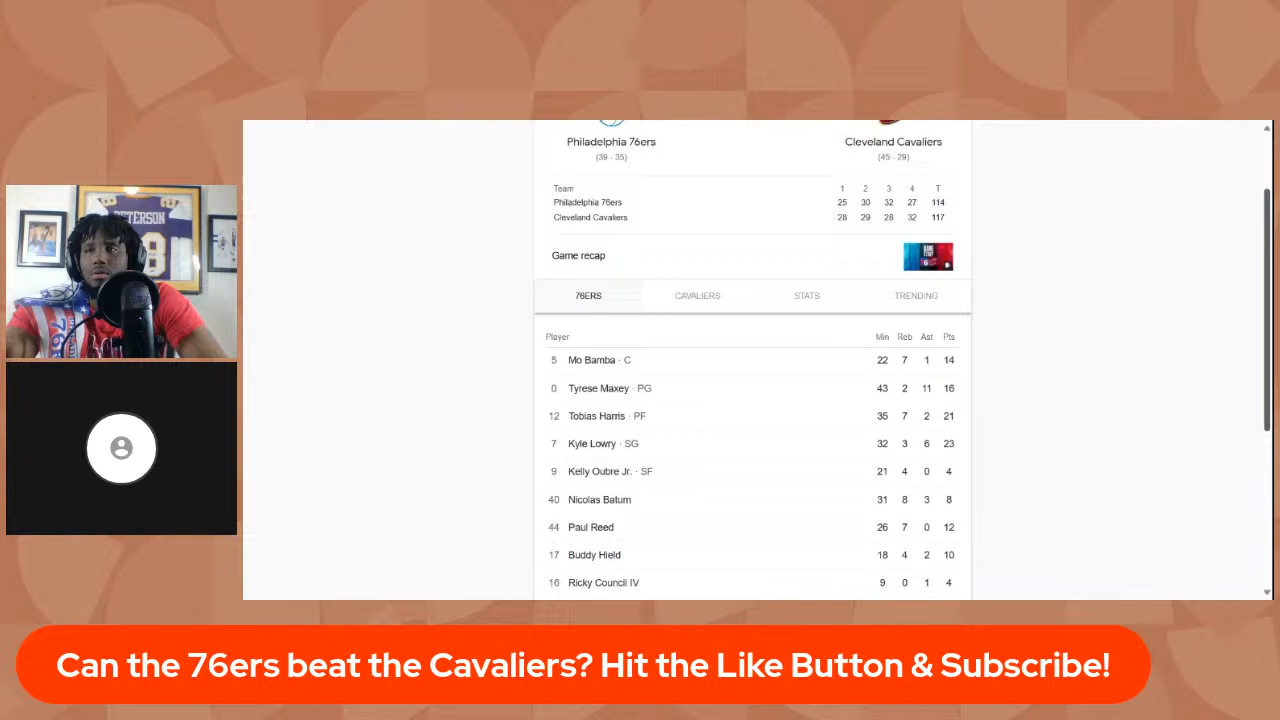 PETERSON
Philadelphia 76ers
(39 - 35)
Cleveland Cavaliers
(45 - 29)
Team 1 2 3 4 T
Philadelphia 76ers 25 30 32 27 114
Cleveland Cavaliers 28 29 28 32 117
Game recap
76ERS CAVALIERS STATS TRENDING
Player Min Reb Ast Pts
5 Mo Bamba · C 22 7 1 14
0 Tyrese Maxey · PG 43 2 11 16
12 Tobias Harris · PF 35 7 2 21
7 Kyle Lowry · SG 32 3 6 23
9 Kelly Oubre Jr. · SF 21 4 0 4
40 Nicolas Batum 31 8 3 8
44 Paul Reed 26 7 0 12
17 Buddy Hield 18 4 2 10
16 Ricky Council IV 9 0 1 4
Can the 76ers beat the Cavaliers? Hit the Like Button & Subscribe!